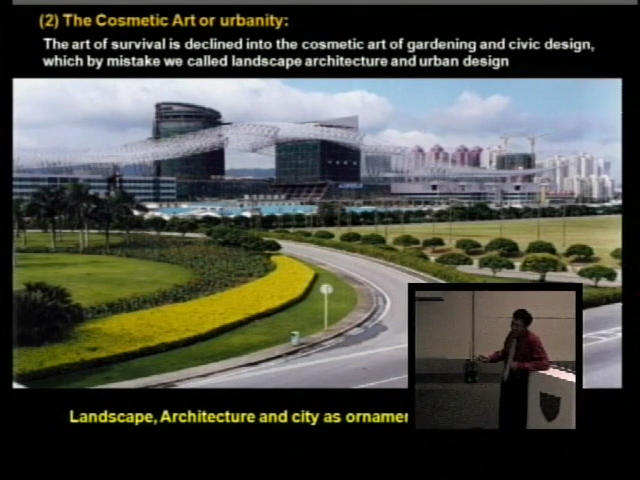 (2) The Cosmetic Art or urbanity:
The art of survival is declined into the cosmetic art of gardening and civic design,
which by mistake we called landscape architecture and urban design
Landscape, Architecture and city as